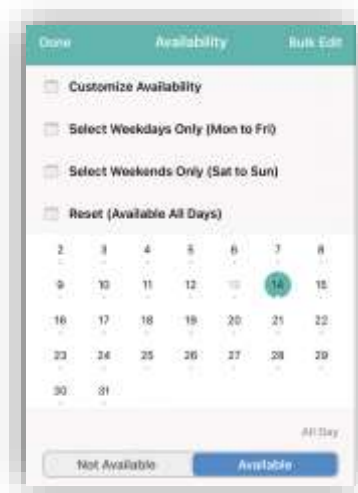 Done Availability Bulk Edit
Customize Availability
Select Weekdays Only (Mon to Fri)
Select Weekends Only (Sat to Sun)
Reset (Available All Days)
2 3 4 5 6 7 8
9 10 11 12 13 14 15
16 17 18 19 20 21 22
23 24 25 26 27 28 29
30 31
All Day
Not Available Available